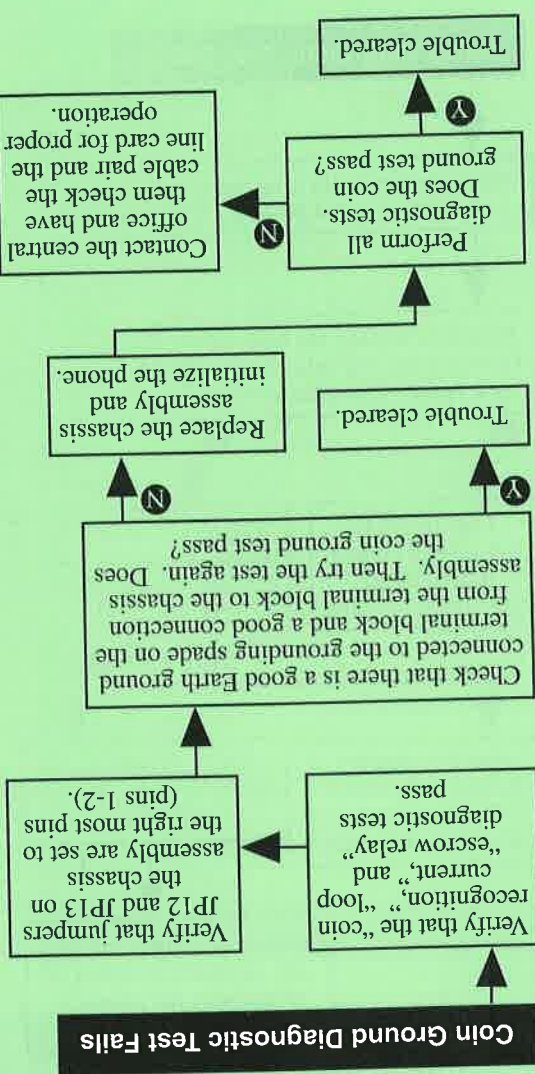 Coin Ground Diagnostic Test Fails
Verify that the “coin
recognition,” “loop
current,” and
“escrow relay”
diagnostic tests
pass.
Verify that jumpers
JP12 and JP13 on
the chassis
assembly are set to
the right most pins
(pins 1-2).
Check that there is a good Earth ground
connected to the grounding spade on the
terminal block and a good connection
from the terminal block to the chassis
assembly. Then try the test again. Does
the coin ground test pass?
Y
Trouble cleared.
N
Replace the chassis
assembly and
initialize the phone.
Perform all
diagnostic tests.
Does the coin
ground test pass?
Y
Trouble cleared.
N
Contact the central
office and have
them check the
cable pair and the
line card for proper
operation.